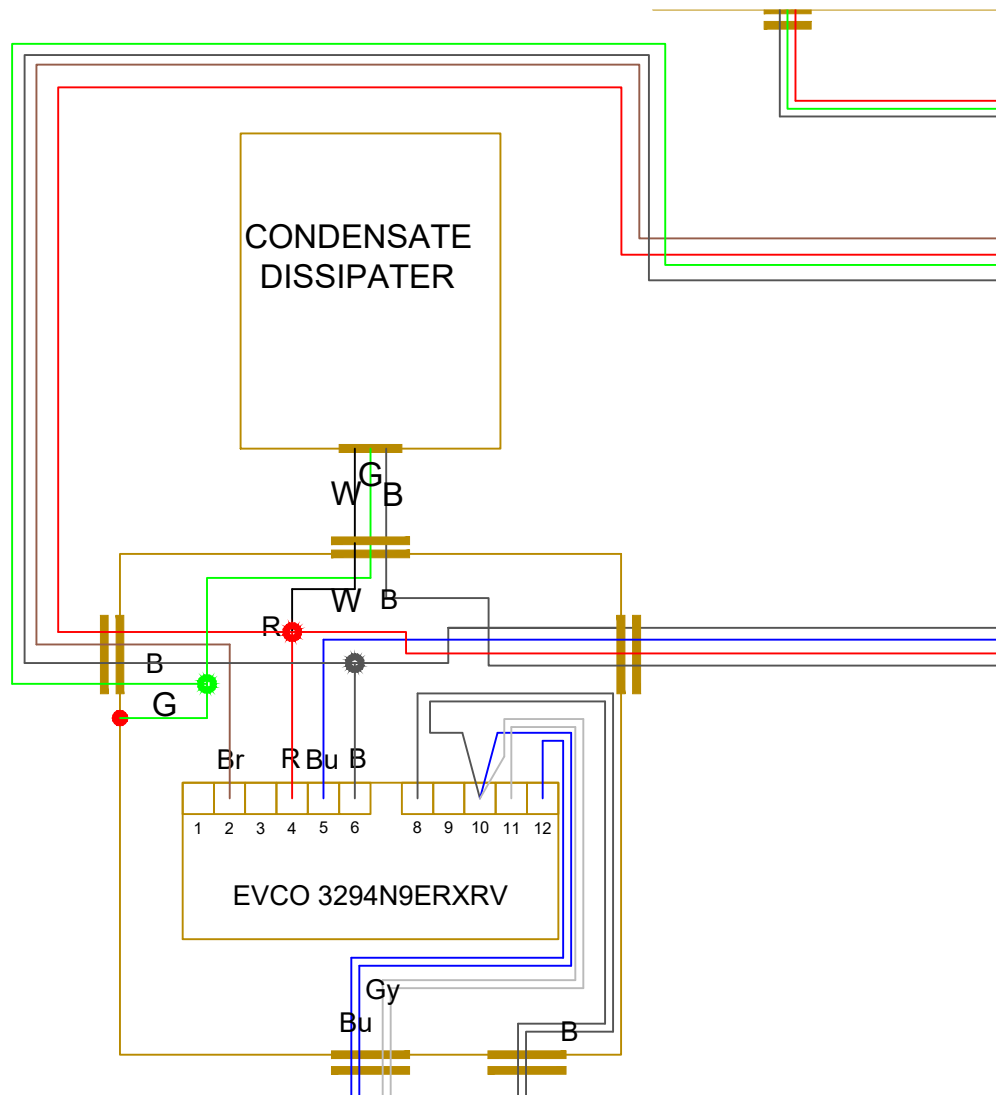 CONDENSATE
DISSIPATER
G
W B
W B
R
B
G
Br R Bu B
1 2 3 4 5 6 8 9 10 11 12
EVCO 3294N9ERXRV
Gy
Bu B